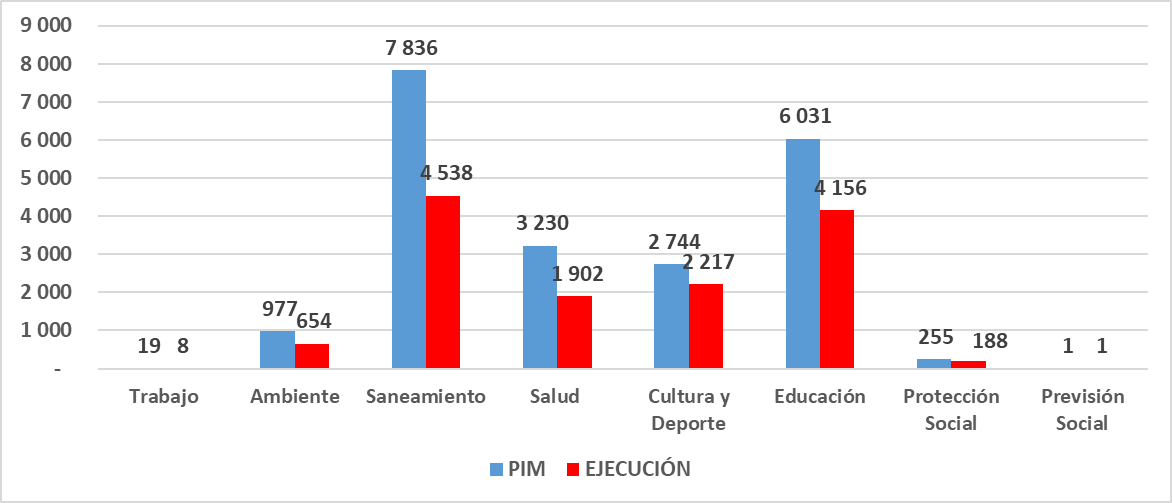 9 000
8 000
7 000
6 000
5 000
4 000
3 000
2 000
1 000
-
19 8
977
654
7 836
4 538
3 230
1 902
2 744
2 217
6 031
4 156
255
188
1 1
Trabajo
Ambiente
Saneamiento
Salud
Cultura y
Deporte
Educación
Protección
Social
Previsión
Social
PIM EJECUCIÓN